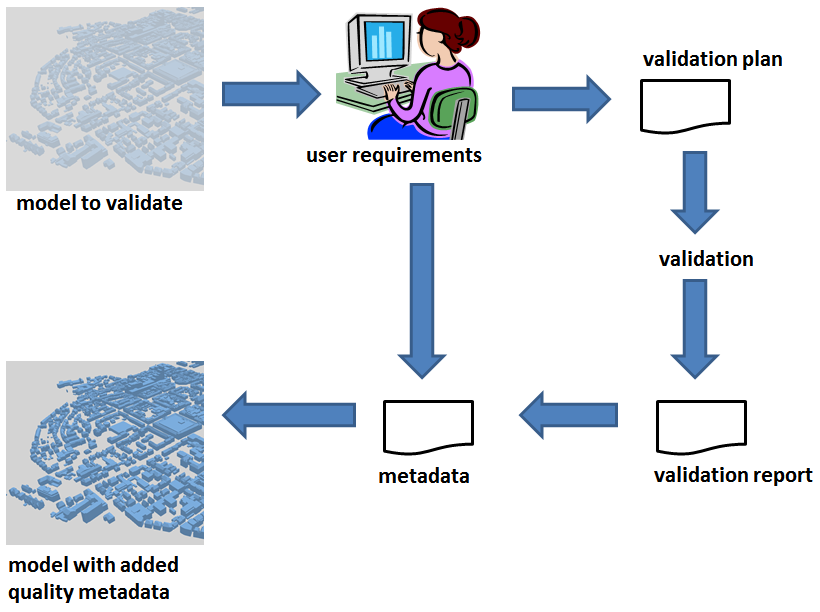 model to validate
user requirements
validation plan
validation
validation report
metadata
model with added
quality metadata